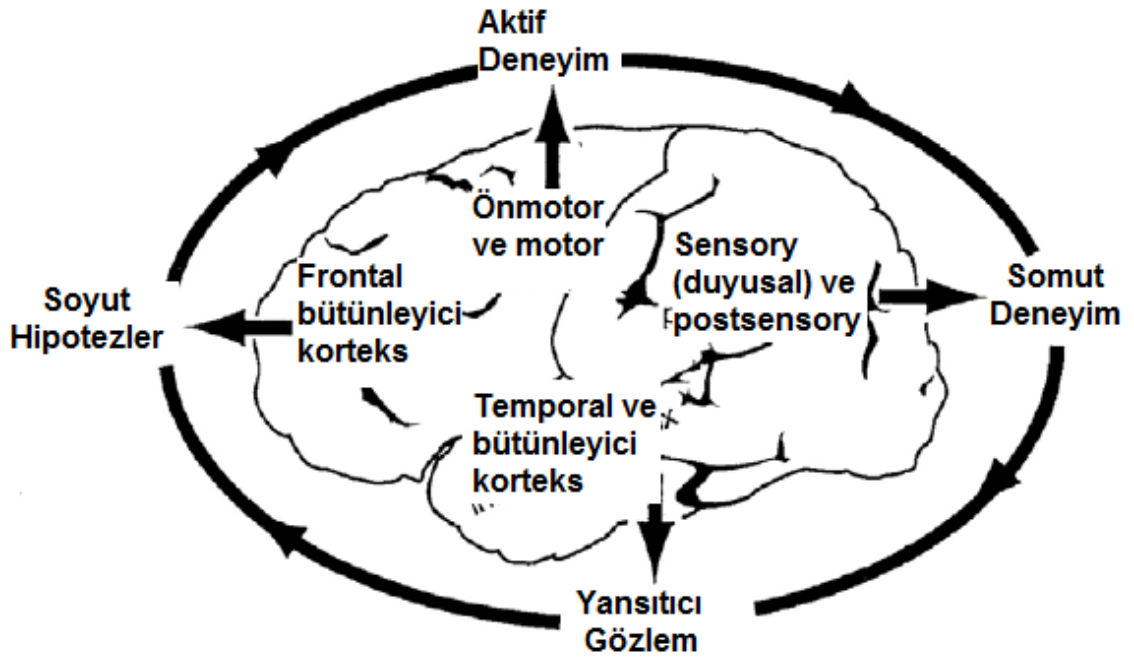 Aktif
Deneyim
Önmotor
ve motor
Sensory
(duyusal) ve
postsensory
Somut
Deneyim
Frontal
bütünleyici
korteks
Soyut
Hipotezler
Temporal ve
bütünleyici
korteks
Yansıtıcı
Gözlem